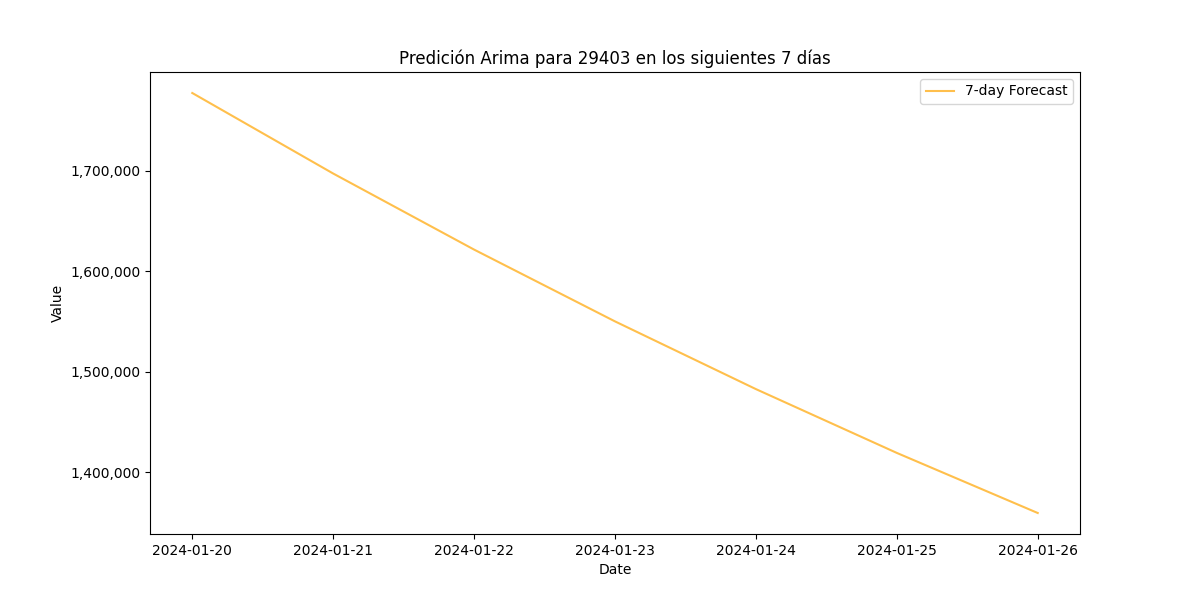 Predición Arima para 29403 en los siguientes 7 días
7-day Forecast
1,700,000
1,600,000
1,500,000
1,400,000
Value
2024-01-20 2024-01-21 2024-01-22 2024-01-23 2024-01-24 2024-01-25 2024-01-26
Date